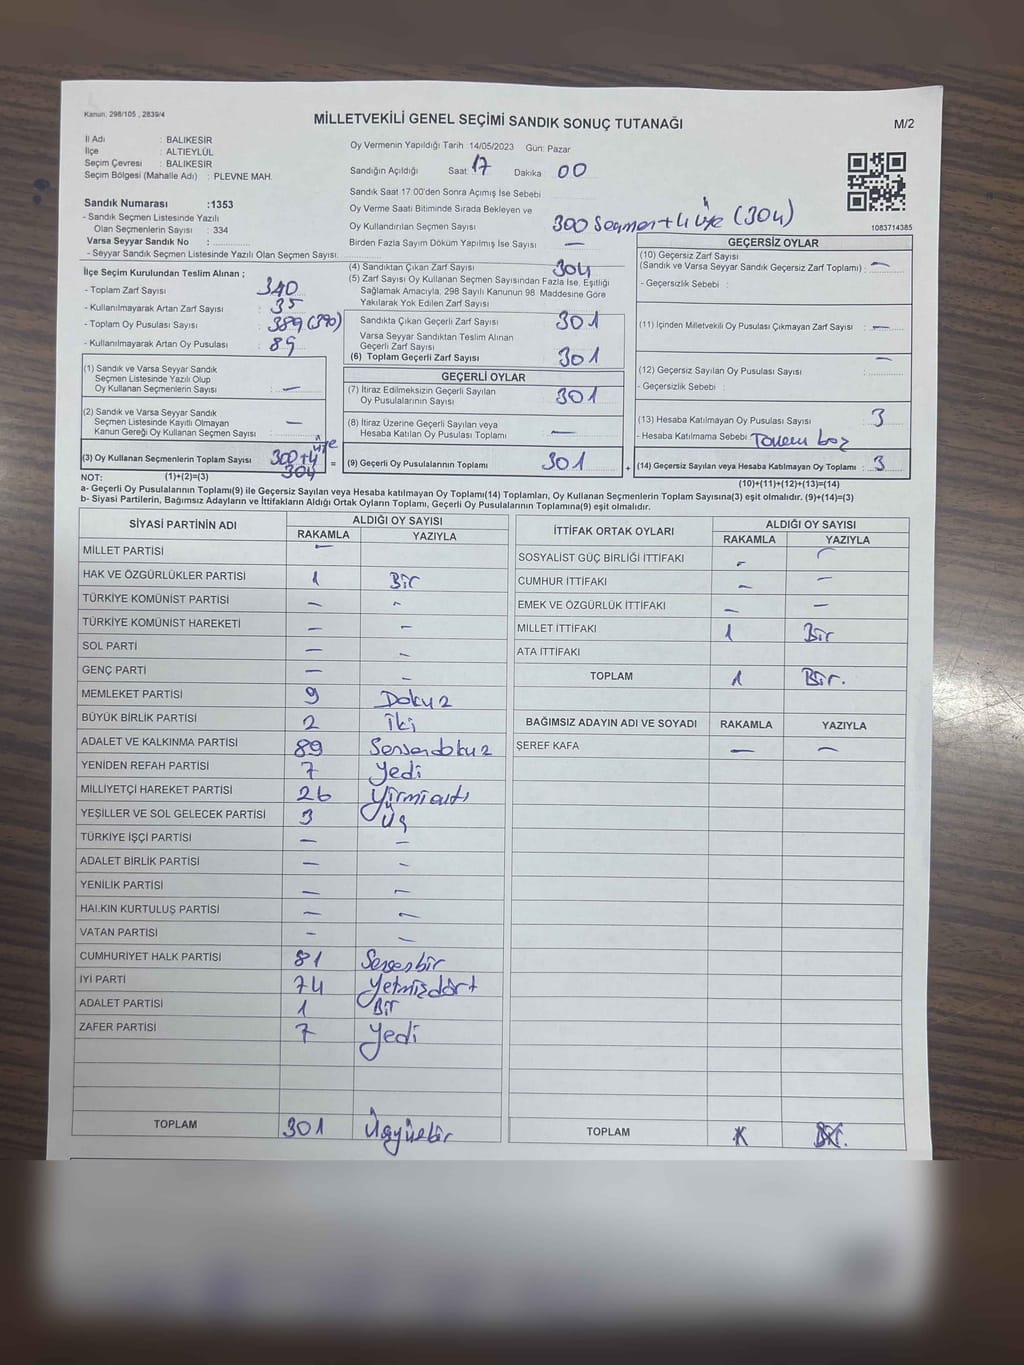 Kanun, 298/105 , 2839/4
MİLLETVEKİLİ GENEL SEÇİMİ SANDIK SONUÇ TUTANAĞI
M/2
İl Adı : BALIKESİR
İlçe : ALTIEYLÜL
Seçim Çevresi : BALIKESİR
Seçim Bölgesi (Mahalle Adı) : PLEVNE MAH.
Sandık Numarası :1353
- Sandık Seçmen Listesinde Yazılı
Olan Seçmenlerin Sayısı : 334
Varsa Seyyar Sandık No :
- Seyyar Sandık Seçmen Listesinde Yazılı Olan Seçmen Sayısı
Oy Vermenin Yapıldığı Tarih :14/05/2023 Gün: Pazar
Sandığın Açıldığı Saat: 17 Dakika 00
Sandık Saat 17.00'den Sonra Açımış İse Sebebi
Oy Verme Saati Bitiminde Sırada Bekleyen ve
Oy Kullandırılan Seçmen Sayısı 300 Seçmen+4 üye (304)
Birden Fazla Sayım Döküm Yapılmış İse Sayısı —
1083714385
İlçe Seçim Kurulundan Teslim Alınan ;
- Toplam Zarf Sayısı : 340
- Kullanılmayarak Artan Zarf Sayısı : 35
- Toplam Oy Pusulası Sayısı : 389(390)
- Kullanılmayarak Artan Oy Pusulası : 89
(1) Sandık ve Varsa Seyyar Sandık
Seçmen Listesinde Yazılı Olup
Oy Kullanan Seçmenlerin Sayısı : —
(2) Sandık ve Varsa Seyyar Sandık
Seçmen Listesinde Kayıtlı Olmayan
Kanun Gereği Oy Kullanan Seçmen Sayısı : —
(3) Oy Kullanan Seçmenlerin Toplam Sayısı : 300+4 üye =
304
(1)+(2)=(3)
(4) Sandıktan Çıkan Zarf Sayısı 304
(5) Zarf Sayısı Oy Kullanan Seçmen Sayısından Fazla İse, Eşitliği
Sağlamak Amacıyla, 298 Sayılı Kanunun 98. Maddesine Göre
Yakılarak Yok Edilen Zarf Sayısı
Sandıkta Çıkan Geçerli Zarf Sayısı 301
Varsa Seyyar Sandıktan Teslim Alınan
Geçerli Zarf Sayısı
(6) Toplam Geçerli Zarf Sayısı 301
GEÇERLİ OYLAR
(7) İtiraz Edilmeksizin Geçerli Sayılan
Oy Pusulalarının Sayısı 301
(8) İtiraz Üzerine Geçerli Sayılan veya
Hesaba Katılan Oy Pusulası Toplamı —
(9) Geçerli Oy Pusulalarının Toplamı 301 +
GEÇERSİZ OYLAR
(10) Geçersiz Zarf Sayısı
(Sandık ve Varsa Seyyar Sandık Geçersiz Zarf Toplamı) : —
- Geçersizlik Sebebi :
(11) İçinden Milletvekili Oy Pusulası Çıkmayan Zarf Sayısı : —
(12) Geçersiz Sayılan Oy Pusulası Sayısı : —
- Geçersizlik Sebebi :
(13) Hesaba Katılmayan Oy Pusulası Sayısı : 3
- Hesaba Katılmama Sebebi : Tamamen boş
(14) Geçersiz Sayılan veya Hesaba Katılmayan Oy Toplamı : 3
(10)+(11)+(12)+(13)=(14)
NOT:
a- Geçerli Oy Pusulalarının Toplamı(9) ile Geçersiz Sayılan veya Hesaba katılmayan Oy Toplamı(14) Toplamları, Oy Kullanan Seçmenlerin Toplam Sayısına(3) eşit olmalıdır. (9)+(14)=(3)
b- Siyasi Partilerin, Bağımsız Adayların ve İttifakların Aldığı Ortak Oyların Toplamı, Geçerli Oy Pusulalarının Toplamına(9) eşit olmalıdır.
SİYASİ PARTİNİN ADI ALDIĞI OY SAYISI
RAKAMLA YAZIYLA
MİLLET PARTİSİ —
HAK VE ÖZGÜRLÜKLER PARTİSİ 1 Bir
TÜRKİYE KOMÜNİST PARTİSİ — —
TÜRKİYE KOMÜNİST HAREKETİ — —
SOL PARTİ — —
GENÇ PARTİ — —
MEMLEKET PARTİSİ 9 Dokuz
BÜYÜK BİRLİK PARTİSİ 2 iki
ADALET VE KALKINMA PARTİSİ 89 Seksendokuz
YENİDEN REFAH PARTİSİ 7 Yedi
MİLLİYETÇİ HAREKET PARTİSİ 26 Yirmialtı
YEŞİLLER VE SOL GELECEK PARTİSİ 3 Üç
TÜRKİYE İŞÇİ PARTİSİ — —
ADALET BİRLİK PARTİSİ — —
YENİLİK PARTİSİ — —
HALKIN KURTULUŞ PARTİSİ — —
VATAN PARTİSİ — —
CUMHURİYET HALK PARTİSİ 81 Seksenbir
İYİ PARTİ 74 Yetmişdört
ADALET PARTİSİ 1 Bir
ZAFER PARTİSİ 7 Yedi
TOPLAM 301 Üçyüzbir
İTTİFAK ORTAK OYLARI ALDIĞI OY SAYISI
RAKAMLA YAZIYLA
SOSYALİST GÜÇ BİRLİĞİ İTTİFAKI — —
CUMHUR İTTİFAKI — —
EMEK VE ÖZGÜRLÜK İTTİFAKI — —
MİLLET İTTİFAKI 1 Bir
ATA İTTİFAKI
TOPLAM 1 Bir.
BAĞIMSIZ ADAYIN ADI VE SOYADI RAKAMLA YAZIYLA
ŞEREF KAFA — —
TOPLAM